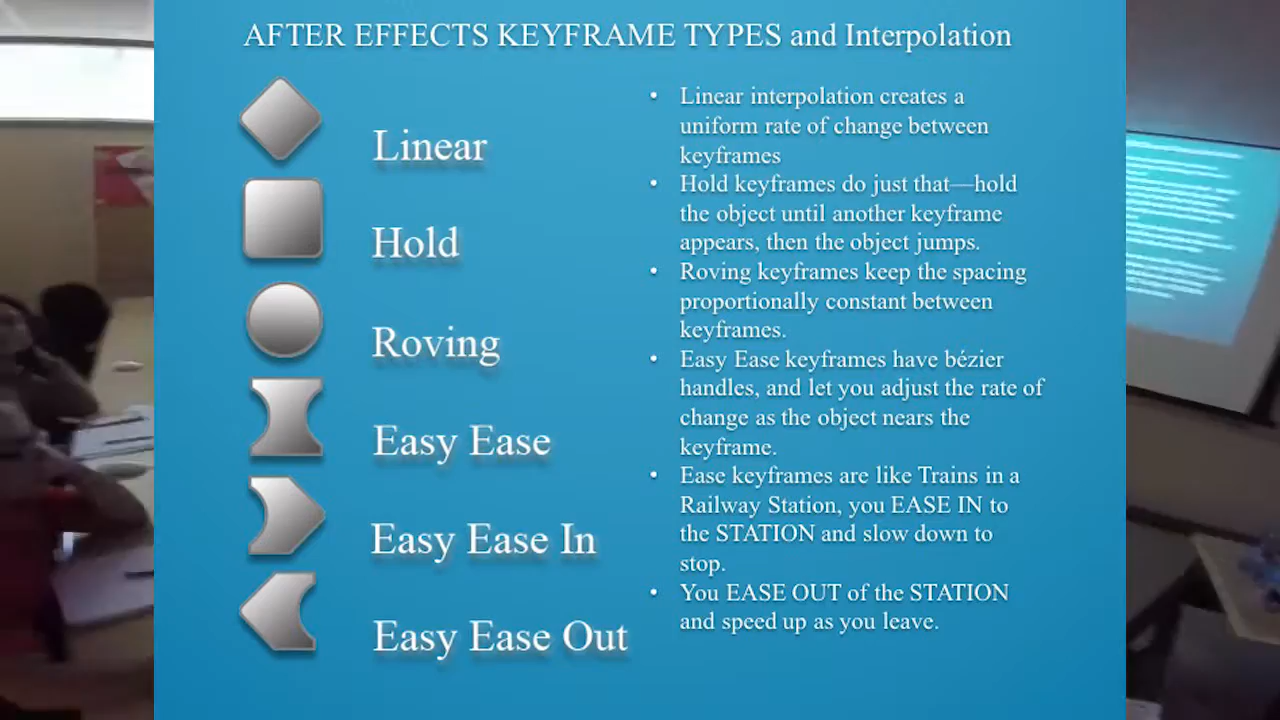 AFTER EFFECTS KEYFRAME TYPES and Interpolation
Linear
Hold
Roving
Easy Ease
Easy Ease In
Easy Ease Out
• Linear interpolation creates a
uniform rate of change between
keyframes
• Hold keyframes do just that—hold
the object until another keyframe
appears, then the object jumps.
• Roving keyframes keep the spacing
proportionally constant between
keyframes.
• Easy Ease keyframes have bézier
handles, and let you adjust the rate of
change as the object nears the
keyframe.
• Ease keyframes are like Trains in a
Railway Station, you EASE IN to
the STATION and slow down to
stop.
• You EASE OUT of the STATION
and speed up as you leave.